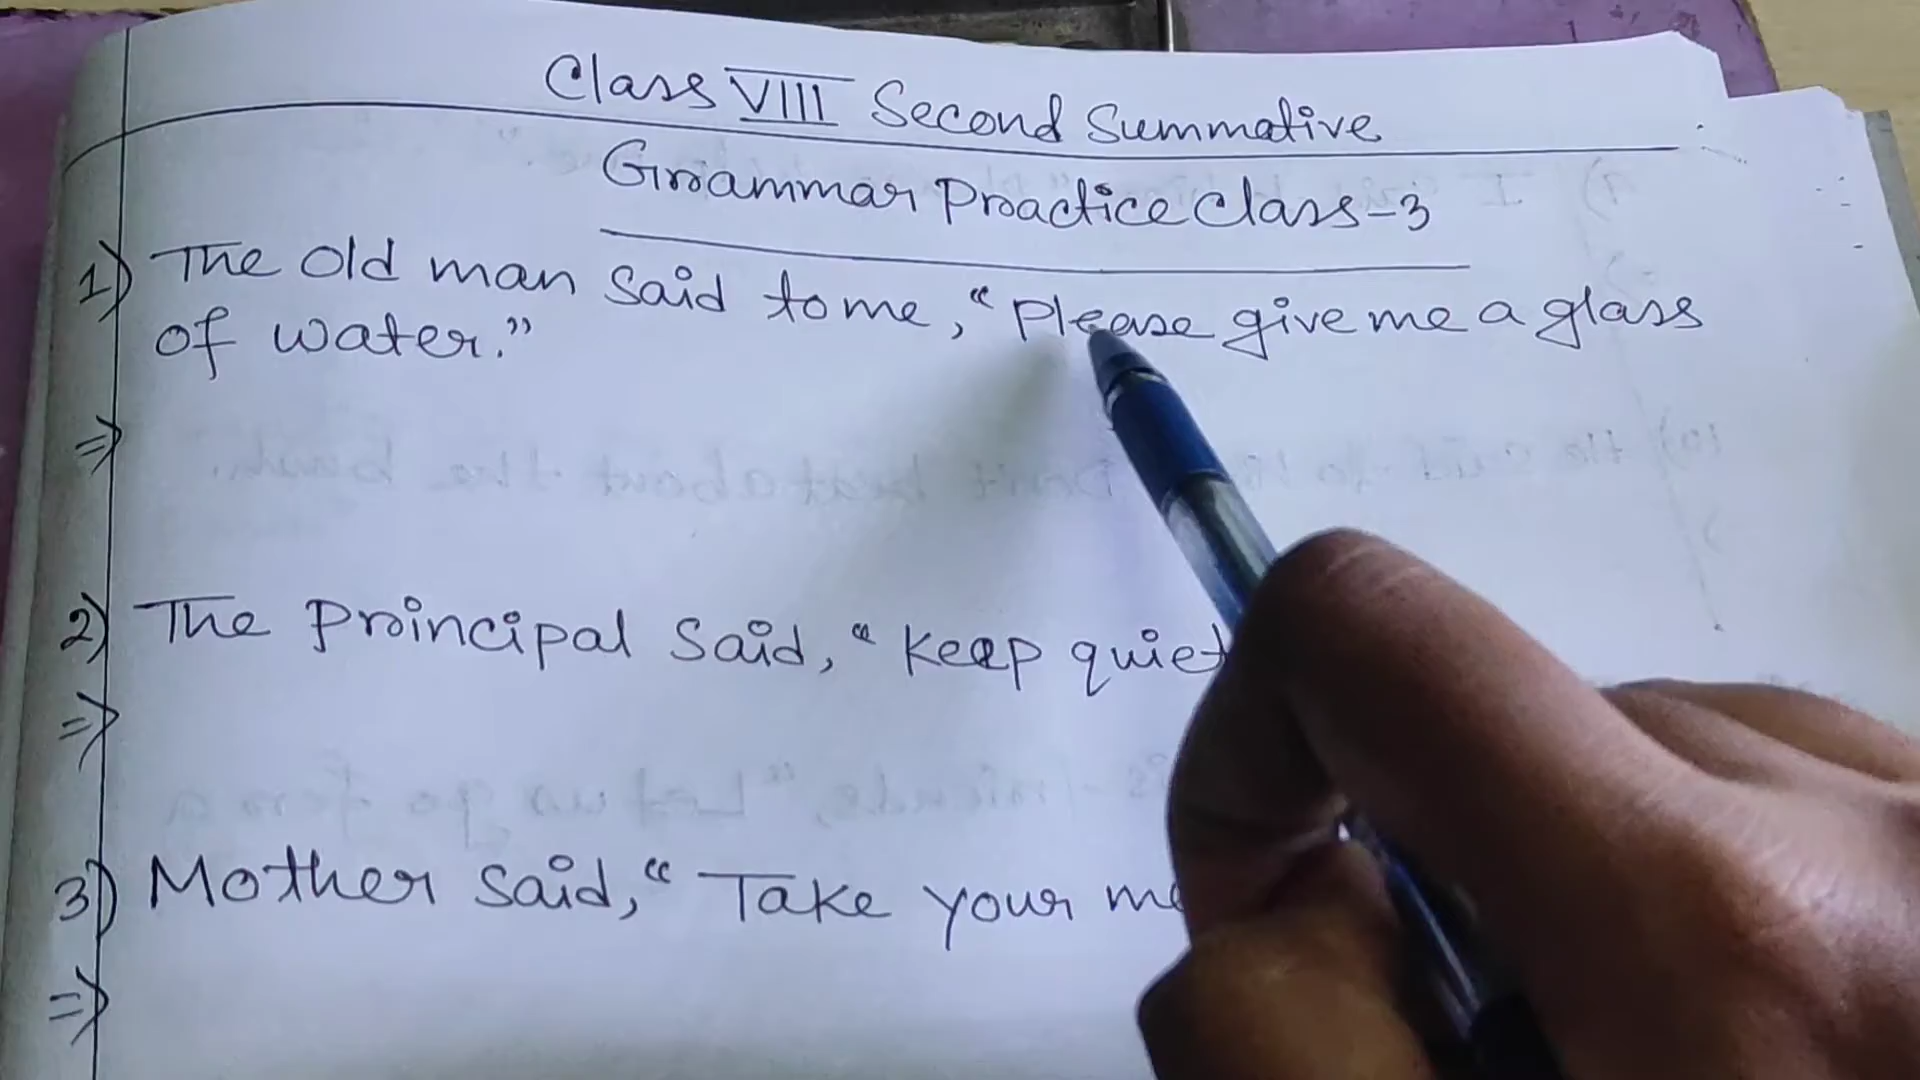 Class VIII Second Summative
Grammar Practice Class-3
1) The old man said to me, "Please give me a glass
of water."
⇒
2) The Principal said, "Keep quiet
⇒
3) Mother said, "Take your
⇒